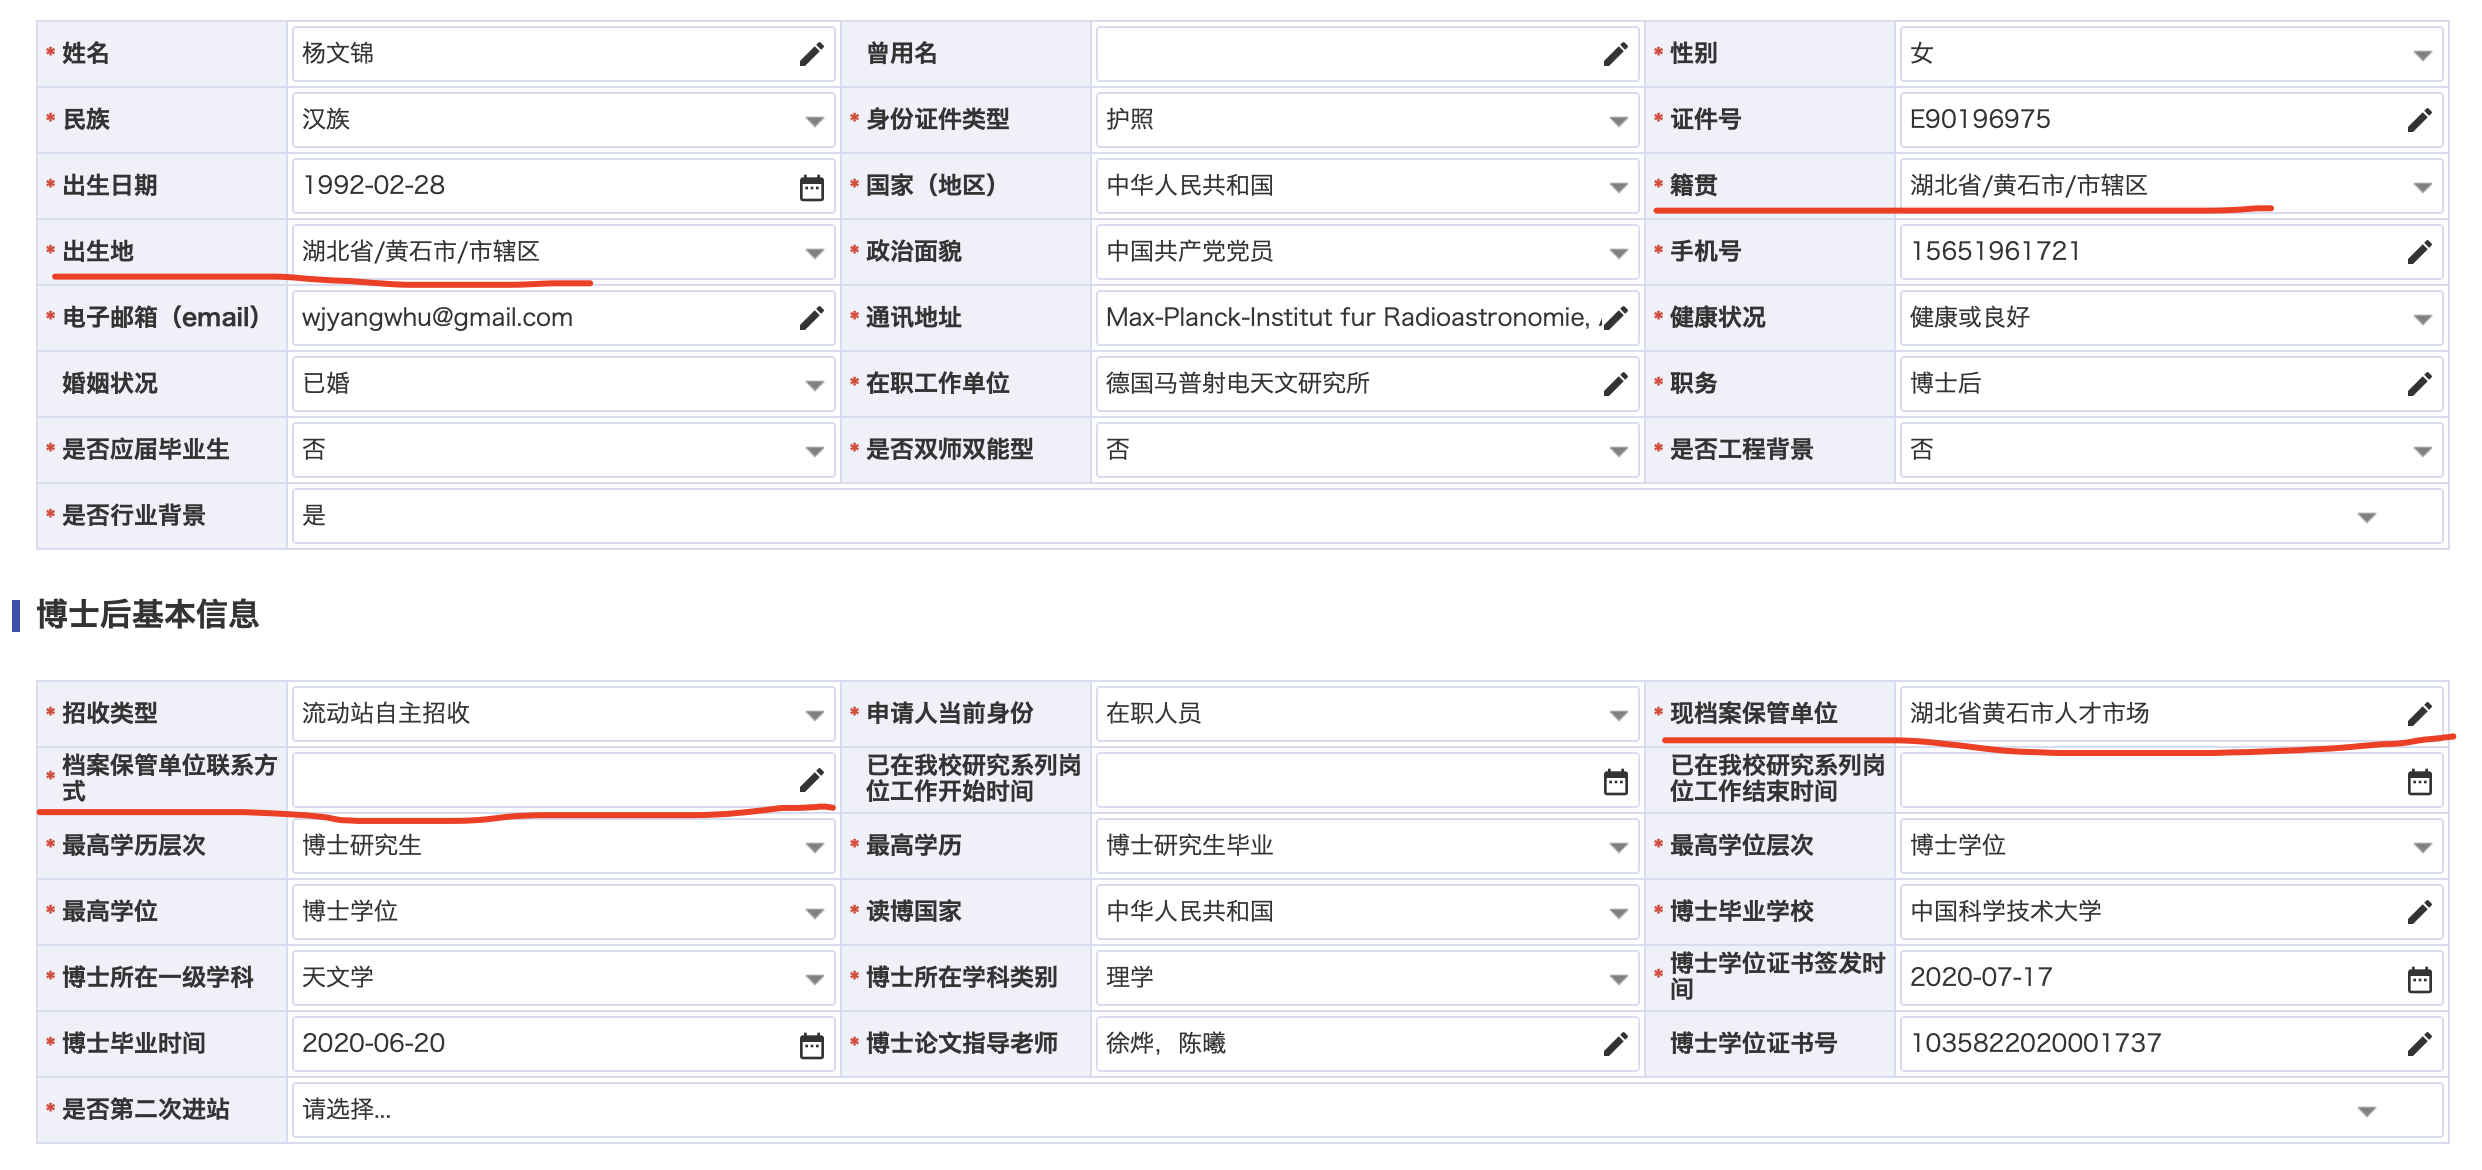 * 姓名 杨文锦 曾用名 * 性别 女
* 民族 汉族 * 身份证件类型 护照 * 证件号 E90196975
* 出生日期 1992-02-28 * 国家（地区） 中华人民共和国 * 籍贯 湖北省/黄石市/市辖区
* 出生地 湖北省/黄石市/市辖区 * 政治面貌 中国共产党党员 * 手机号 15651961721
* 电子邮箱（email） wjyangwhu@gmail.com * 通讯地址 Max-Planck-Institut fur Radioastronomie, * 健康状况 健康或良好
婚姻状况 已婚 * 在职工作单位 德国马普射电天文研究所 * 职务 博士后
* 是否应届毕业生 否 * 是否双师双能型 否 * 是否工程背景 否
* 是否行业背景 是
博士后基本信息
* 招收类型 流动站自主招收 * 申请人当前身份 在职人员 * 现档案保管单位 湖北省黄石市人才市场
* 档案保管单位联系方式 已在我校研究系列岗位工作开始时间 已在我校研究系列岗位工作结束时间
* 最高学历层次 博士研究生 * 最高学历 博士研究生毕业 * 最高学位层次 博士学位
* 最高学位 博士学位 * 读博国家 中华人民共和国 * 博士毕业学校 中国科学技术大学
* 博士所在一级学科 天文学 * 博士所在学科类别 理学 * 博士学位证书签发时间 2020-07-17
* 博士毕业时间 2020-06-20 * 博士论文指导老师 徐烨，陈曦 博士学位证书号 1035822020001737
* 是否第二次进站 请选择...